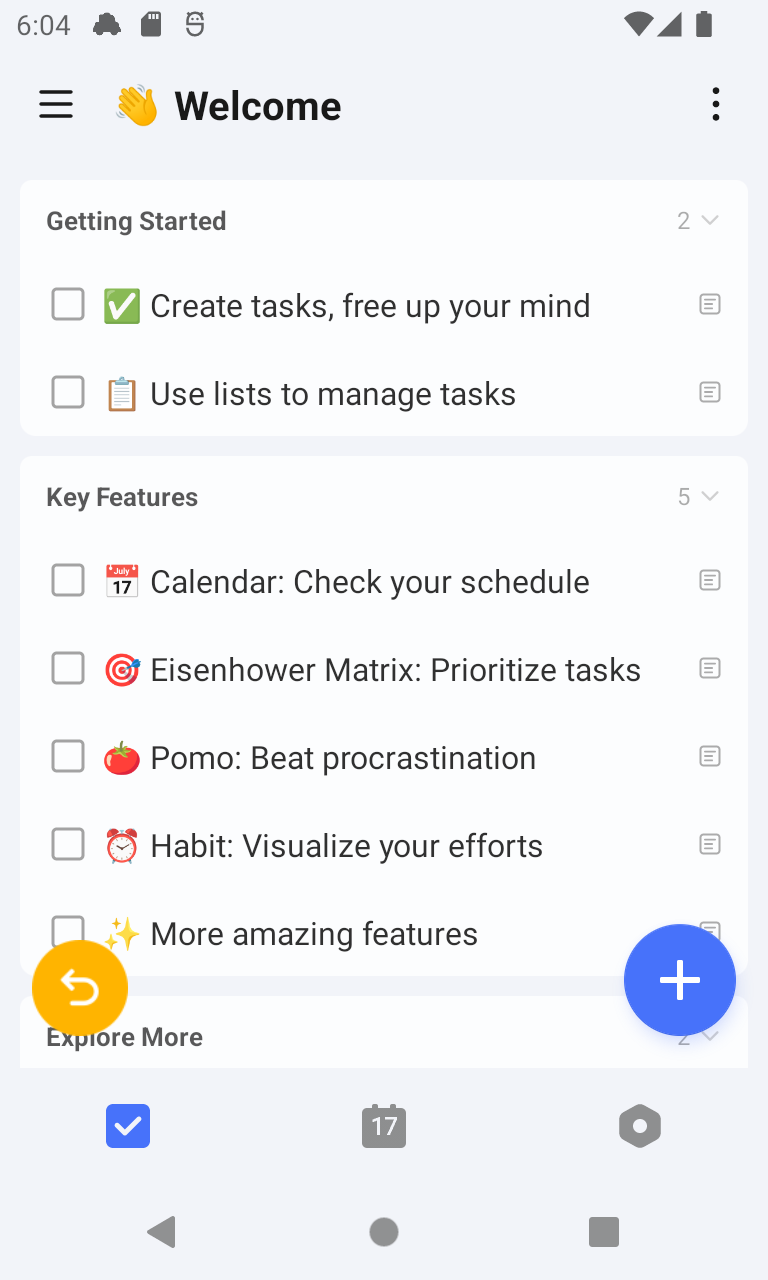 6:04
Welcome
Getting Started
2
Create tasks, free up your mind
Use lists to manage tasks
Key Features
5
July
17
Calendar: Check your schedule
Eisenhower Matrix: Prioritize tasks
Pomo: Beat procrastination
Habit: Visualize your efforts
More amazing features
Explore More
2
17